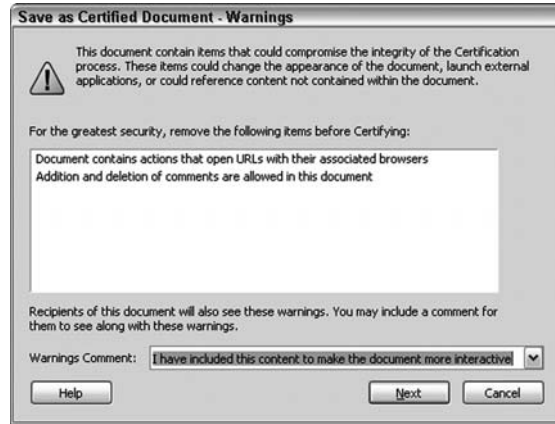 Save as Certified Document - Warnings
This document contain items that could compromise the integrity of the Certification
process. These items could change the appearance of the document, launch external
applications, or could reference content not contained within the document.
For the greatest security, remove the following items before Certifying:
Document contains actions that open URLs with their associated browsers
Addition and deletion of comments are allowed in this document
Recipients of this document will also see these warnings. You may include a comment for
them to see along with these warnings.
Warnings Comment: I have included this content to make the document more interactive
Help Next Cancel